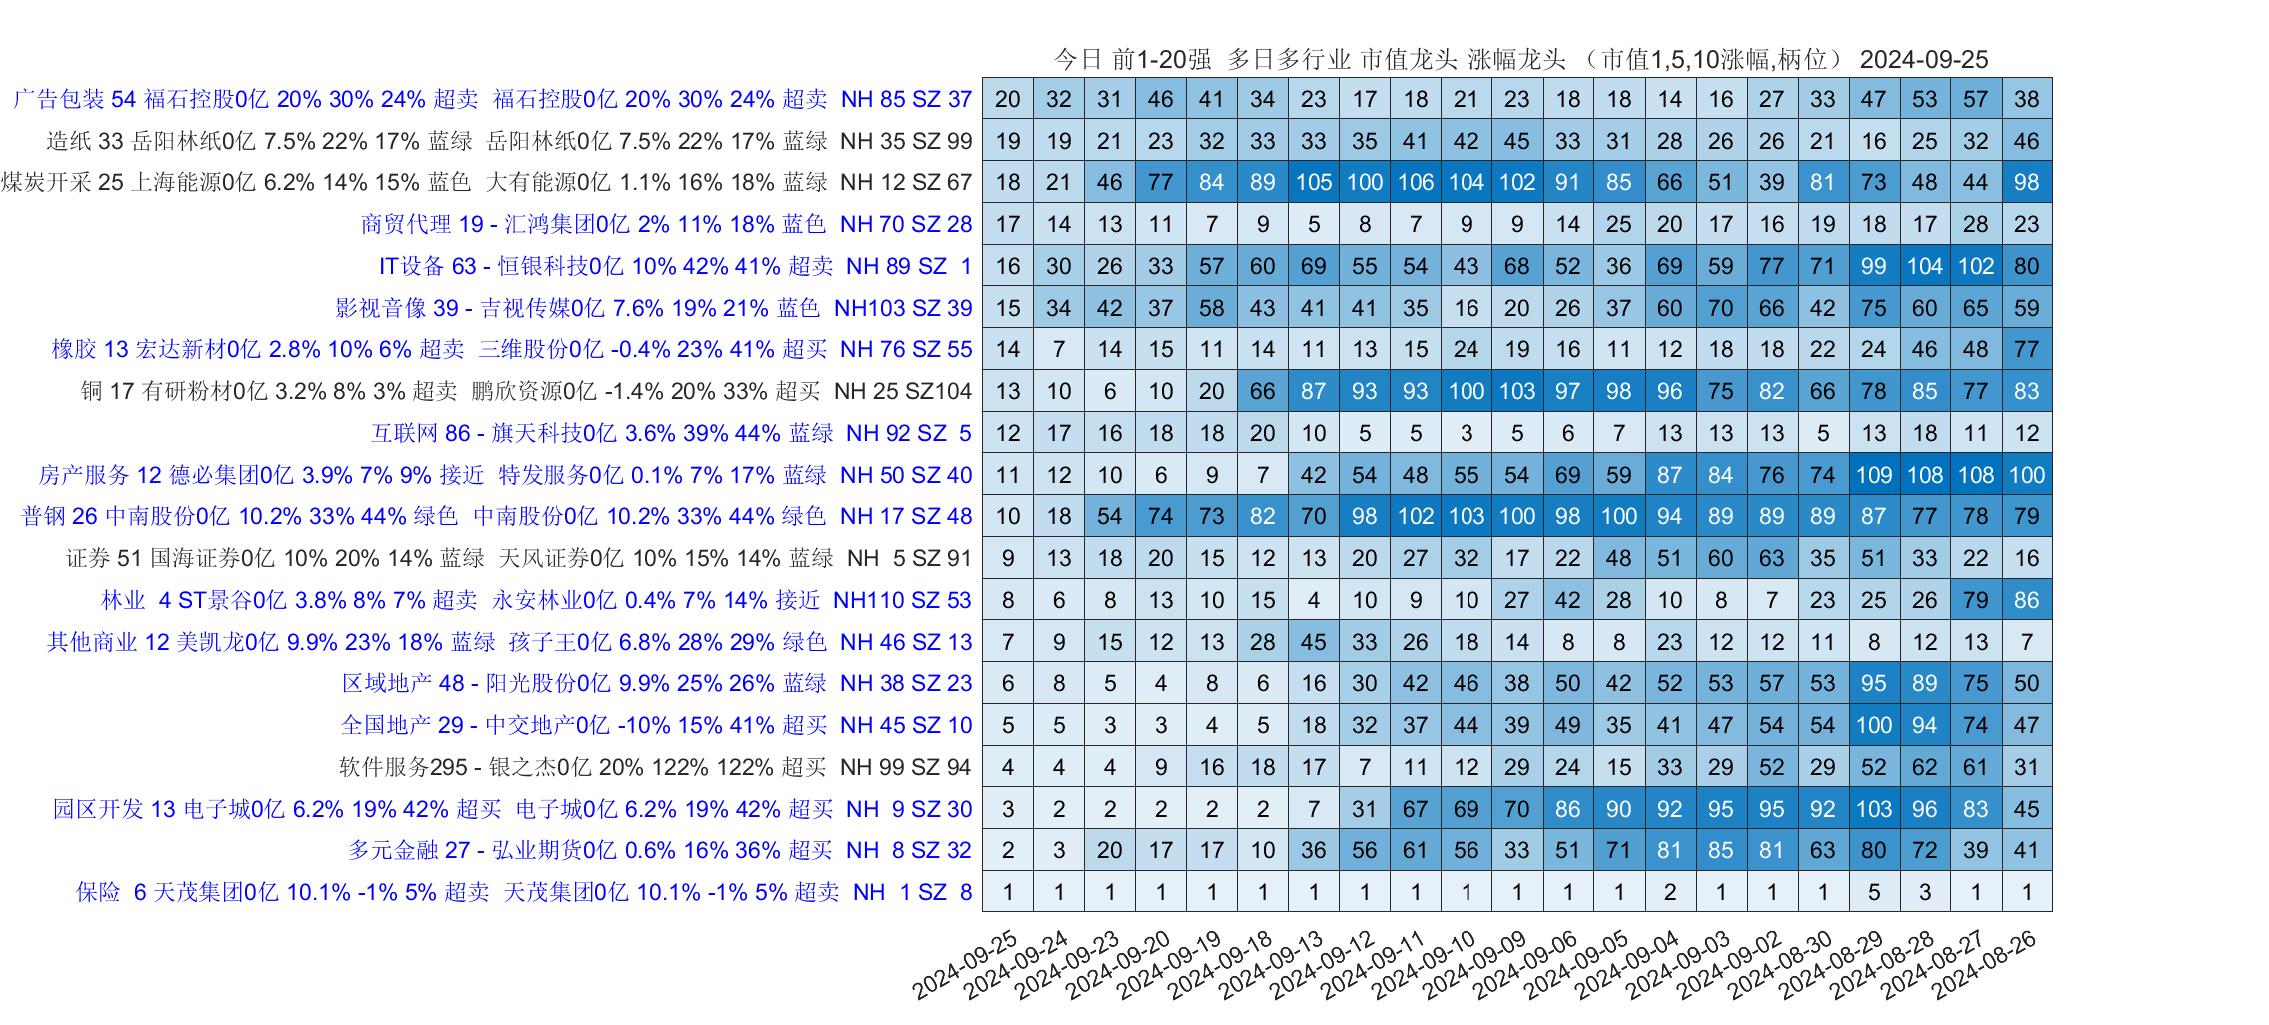 今日 前1-20强 多日多行业 市值龙头 涨幅龙头 （市值1,5,10涨幅,柄位） 2024-09-25
广告包装 54 福石控股0亿 20% 30% 24% 超卖 福石控股0亿 20% 30% 24% 超卖 NH 85 SZ 37 20 32 31 46 41 34 23 17 18 21 23 18 18 14 16 27 33 47 53 57 38
造纸 33 岳阳林纸0亿 7.5% 22% 17% 蓝绿 岳阳林纸0亿 7.5% 22% 17% 蓝绿 NH 35 SZ 99 19 19 21 23 32 33 33 35 41 42 45 33 31 28 26 26 21 16 25 32 46
煤炭开采 25 上海能源0亿 6.2% 14% 15% 蓝色 大有能源0亿 1.1% 16% 18% 蓝绿 NH 12 SZ 67 18 21 46 77 84 89 105 100 106 104 102 91 85 66 51 39 81 73 48 44 98
商贸代理 19 - 汇鸿集团0亿 2% 11% 18% 蓝色 NH 70 SZ 28 17 14 13 11 7 9 5 8 7 9 9 14 25 20 17 16 19 18 17 28 23
IT设备 63 - 恒银科技0亿 10% 42% 41% 超卖 NH 89 SZ 1 16 30 26 33 57 60 69 55 54 43 68 52 36 69 59 77 71 99 104 102 80
影视音像 39 - 吉视传媒0亿 7.6% 19% 21% 蓝色 NH103 SZ 39 15 34 42 37 58 43 41 41 35 16 20 26 37 60 70 66 42 75 60 65 59
橡胶 13 宏达新材0亿 2.8% 10% 6% 超卖 三维股份0亿 -0.4% 23% 41% 超买 NH 76 SZ 55 14 7 14 15 11 14 11 13 15 24 19 16 11 12 18 18 22 24 46 48 77
铜 17 有研粉材0亿 3.2% 8% 3% 超卖 鹏欣资源0亿 -1.4% 20% 33% 超买 NH 25 SZ104 13 10 6 10 20 66 87 93 93 100 103 97 98 96 75 82 66 78 85 77 83
互联网 86 - 旗天科技0亿 3.6% 39% 44% 蓝绿 NH 92 SZ 5 12 17 16 18 18 20 10 5 5 3 5 6 7 13 13 13 5 13 18 11 12
房产服务 12 德必集团0亿 3.9% 7% 9% 接近 特发服务0亿 0.1% 7% 17% 蓝绿 NH 50 SZ 40 11 12 10 6 9 7 42 54 48 55 54 69 59 87 84 76 74 109 108 108 100
普钢 26 中南股份0亿 10.2% 33% 44% 绿色 中南股份0亿 10.2% 33% 44% 绿色 NH 17 SZ 48 10 18 54 74 73 82 70 98 102 103 100 98 100 94 89 89 89 87 77 78 79
证券 51 国海证券0亿 10% 20% 14% 蓝绿 天风证券0亿 10% 15% 14% 蓝绿 NH 5 SZ 91 9 13 18 20 15 12 13 20 27 32 17 22 48 51 60 63 35 51 33 22 16
林业 4 ST景谷0亿 3.8% 8% 7% 超卖 永安林业0亿 0.4% 7% 14% 接近 NH110 SZ 53 8 6 8 13 10 15 4 10 9 10 27 42 28 10 8 7 23 25 26 79 86
其他商业 12 美凯龙0亿 9.9% 23% 18% 蓝绿 孩子王0亿 6.8% 28% 29% 绿色 NH 46 SZ 13 7 9 15 12 13 28 45 33 26 18 14 8 8 23 12 12 11 8 12 13 7
区域地产 48 - 阳光股份0亿 9.9% 25% 26% 蓝绿 NH 38 SZ 23 6 8 5 4 8 6 16 30 42 46 38 50 42 52 53 57 53 95 89 75 50
全国地产 29 - 中交地产0亿 -10% 15% 41% 超买 NH 45 SZ 10 5 5 3 3 4 5 18 32 37 44 39 49 35 41 47 54 54 100 94 74 47
软件服务295 - 银之杰0亿 20% 122% 122% 超买 NH 99 SZ 94 4 4 4 9 16 18 17 7 11 12 29 24 15 33 29 52 29 52 62 61 31
园区开发 13 电子城0亿 6.2% 19% 42% 超买 电子城0亿 6.2% 19% 42% 超买 NH 9 SZ 30 3 2 2 2 2 2 7 31 67 69 70 86 90 92 95 95 92 103 96 83 45
多元金融 27 - 弘业期货0亿 0.6% 16% 36% 超买 NH 8 SZ 32 2 3 20 17 17 10 36 56 61 56 33 51 71 81 85 81 63 80 72 39 41
保险 6 天茂集团0亿 10.1% -1% 5% 超卖 天茂集团0亿 10.1% -1% 5% 超卖 NH 1 SZ 8 1 1 1 1 1 1 1 1 1 1 1 1 1 2 1 1 1 5 3 1 1
2024-09-25 2024-09-24 2024-09-23 2024-09-20 2024-09-19 2024-09-18 2024-09-13 2024-09-12 2024-09-11 2024-09-10 2024-09-09 2024-09-06 2024-09-05 2024-09-04 2024-09-03 2024-09-02 2024-08-30 2024-08-29 2024-08-28 2024-08-27 2024-08-26